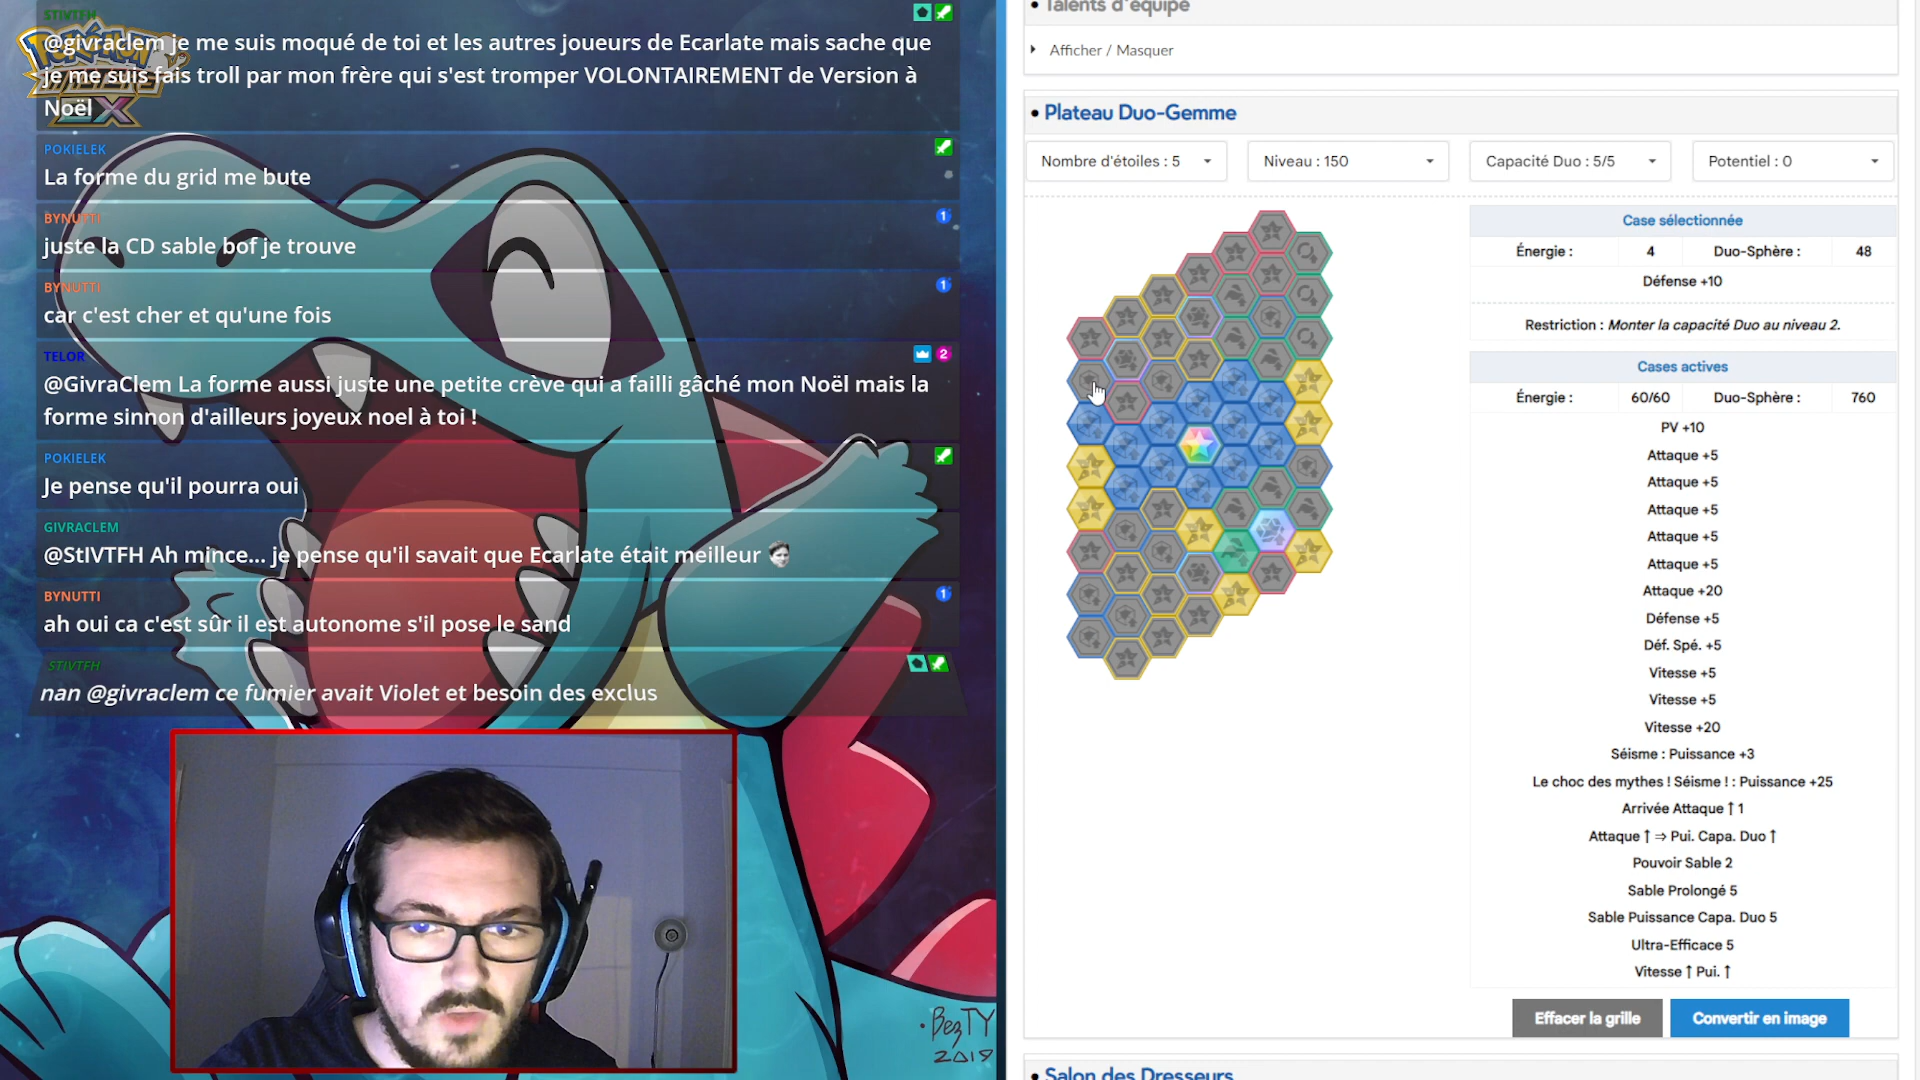 STIVTFH
@givraclem je me suis moqué de toi et les autres joueurs de Ecarlate mais sache que
je me suis fais troll par mon frère qui s'est tromper VOLONTAIREMENT de Version à
Noël
POKIELEK
La forme du grid me bute
BYNUTTI
juste la CD sable bof je trouve
BYNUTTI
car c'est cher et qu'une fois
TELOR
@GivraClem La forme aussi juste une petite crève qui a failli gâché mon Noël mais la
forme sinnon d'ailleurs joyeux noel à toi !
POKIELEK
Je pense qu'il pourra oui
GIVRACLEM
@StIVTFH Ah mince... je pense qu'il savait que Ecarlate était meilleur
BYNUTTI
ah oui ca c'est sûr il est autonome s'il pose le sand
STIVTFH
nan @givraclem ce fumier avait Violet et besoin des exclus
BezTY
2019
• Talents d'équipe
Afficher / Masquer
• Plateau Duo-Gemme
Nombre d'étoiles : 5
Niveau : 150
Capacité Duo : 5/5
Potentiel : 0
Case sélectionnée
Énergie : 4 Duo-Sphère : 48
Défense +10
Restriction : Monter la capacité Duo au niveau 2.
Cases actives
Énergie : 60/60 Duo-Sphère : 760
PV +10
Attaque +5
Attaque +5
Attaque +5
Attaque +5
Attaque +5
Attaque +20
Défense +5
Déf. Spé. +5
Vitesse +5
Vitesse +5
Vitesse +20
Séisme : Puissance +3
Le choc des mythes ! Séisme ! : Puissance +25
Arrivée Attaque ↑ 1
Attaque ↑ ⇒ Pui. Capa. Duo ↑
Pouvoir Sable 2
Sable Prolongé 5
Sable Puissance Capa. Duo 5
Ultra-Efficace 5
Vitesse ↑ Pui. ↑
Effacer la grille
Convertir en image
• Salon des Dresseurs